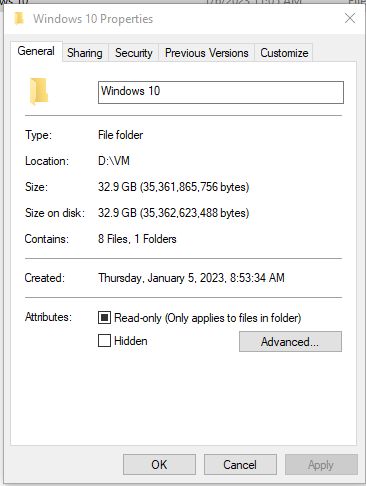 Windows 10 Properties
General Sharing Security Previous Versions Customize
Windows 10
Type: File folder
Location: D:\VM
Size: 32.9 GB (35,361,865,756 bytes)
Size on disk: 32.9 GB (35,362,623,488 bytes)
Contains: 8 Files, 1 Folders
Created: Thursday, January 5, 2023, 8:53:34 AM
Attributes: Read-only (Only applies to files in folder)
Hidden Advanced...
OK Cancel Apply